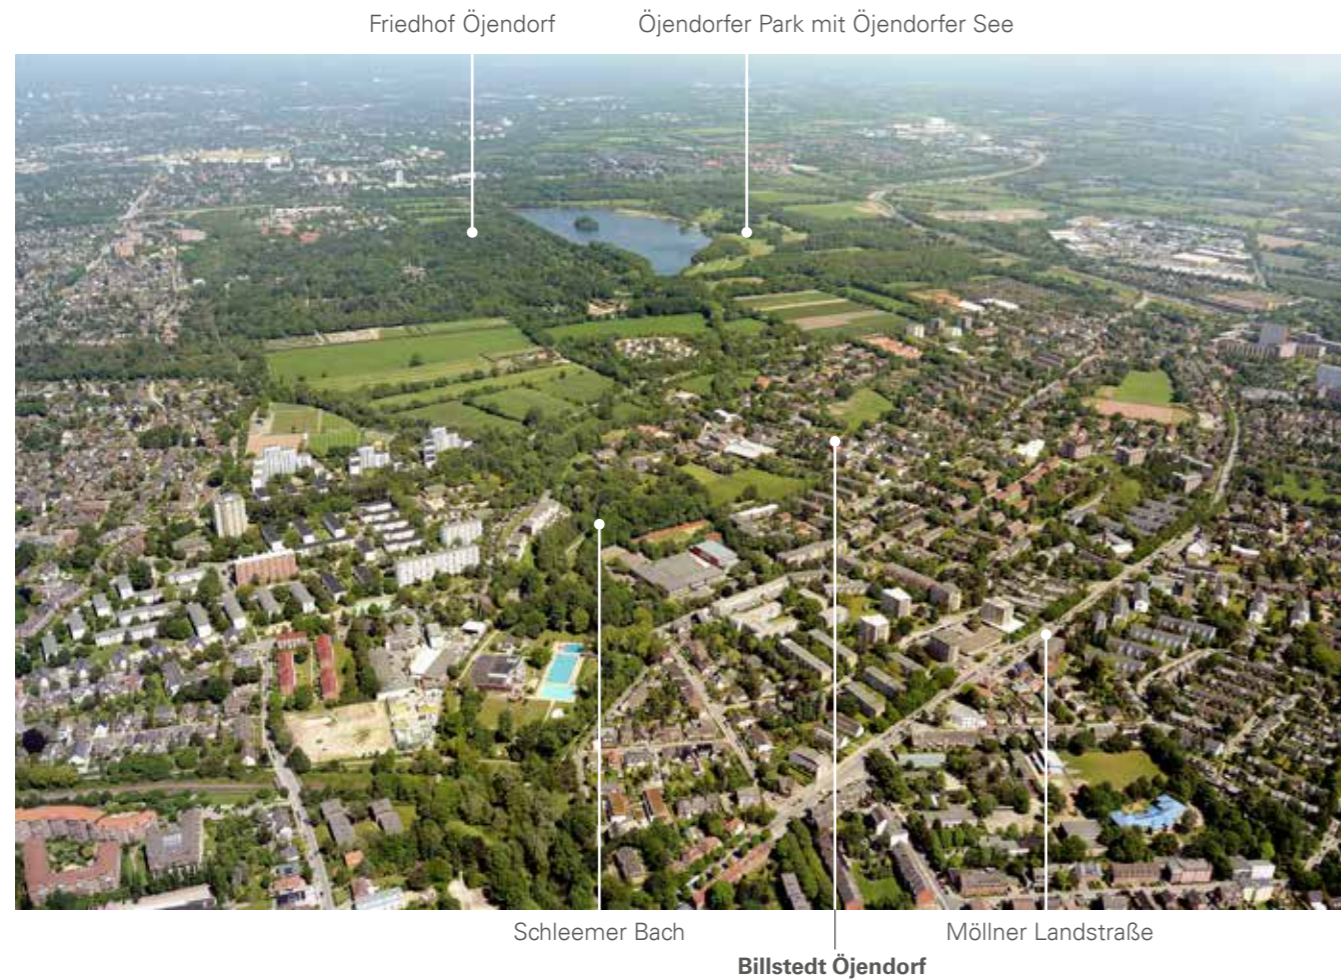 Friedhof Öjendorf
Öjendorfer Park mit Öjendorfer See
Schleemer Bach
Möllner Landstraße
Billstedt Öjendorf